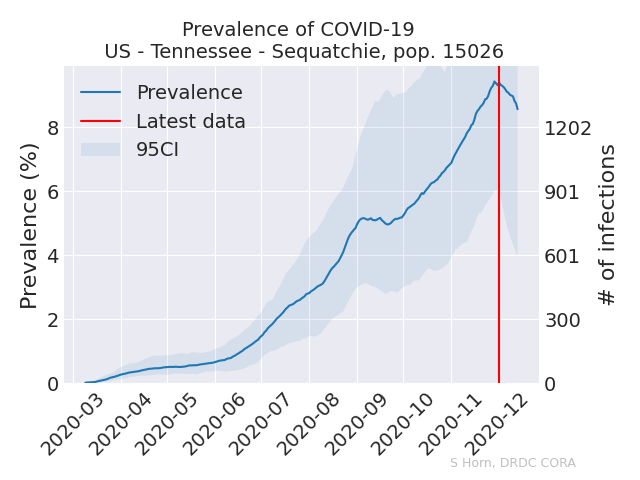 Prevalence of COVID-19
US - Tennessee - Sequatchie, pop. 15026
Prevalence
Latest data
95CI
Prevalence (%)
8
6
4
2
0
1202
901
601
300
0
# of infections
2020-03
2020-04
2020-05
2020-06
2020-07
2020-08
2020-09
2020-10
2020-11
2020-12
S Horn, DRDC CORA